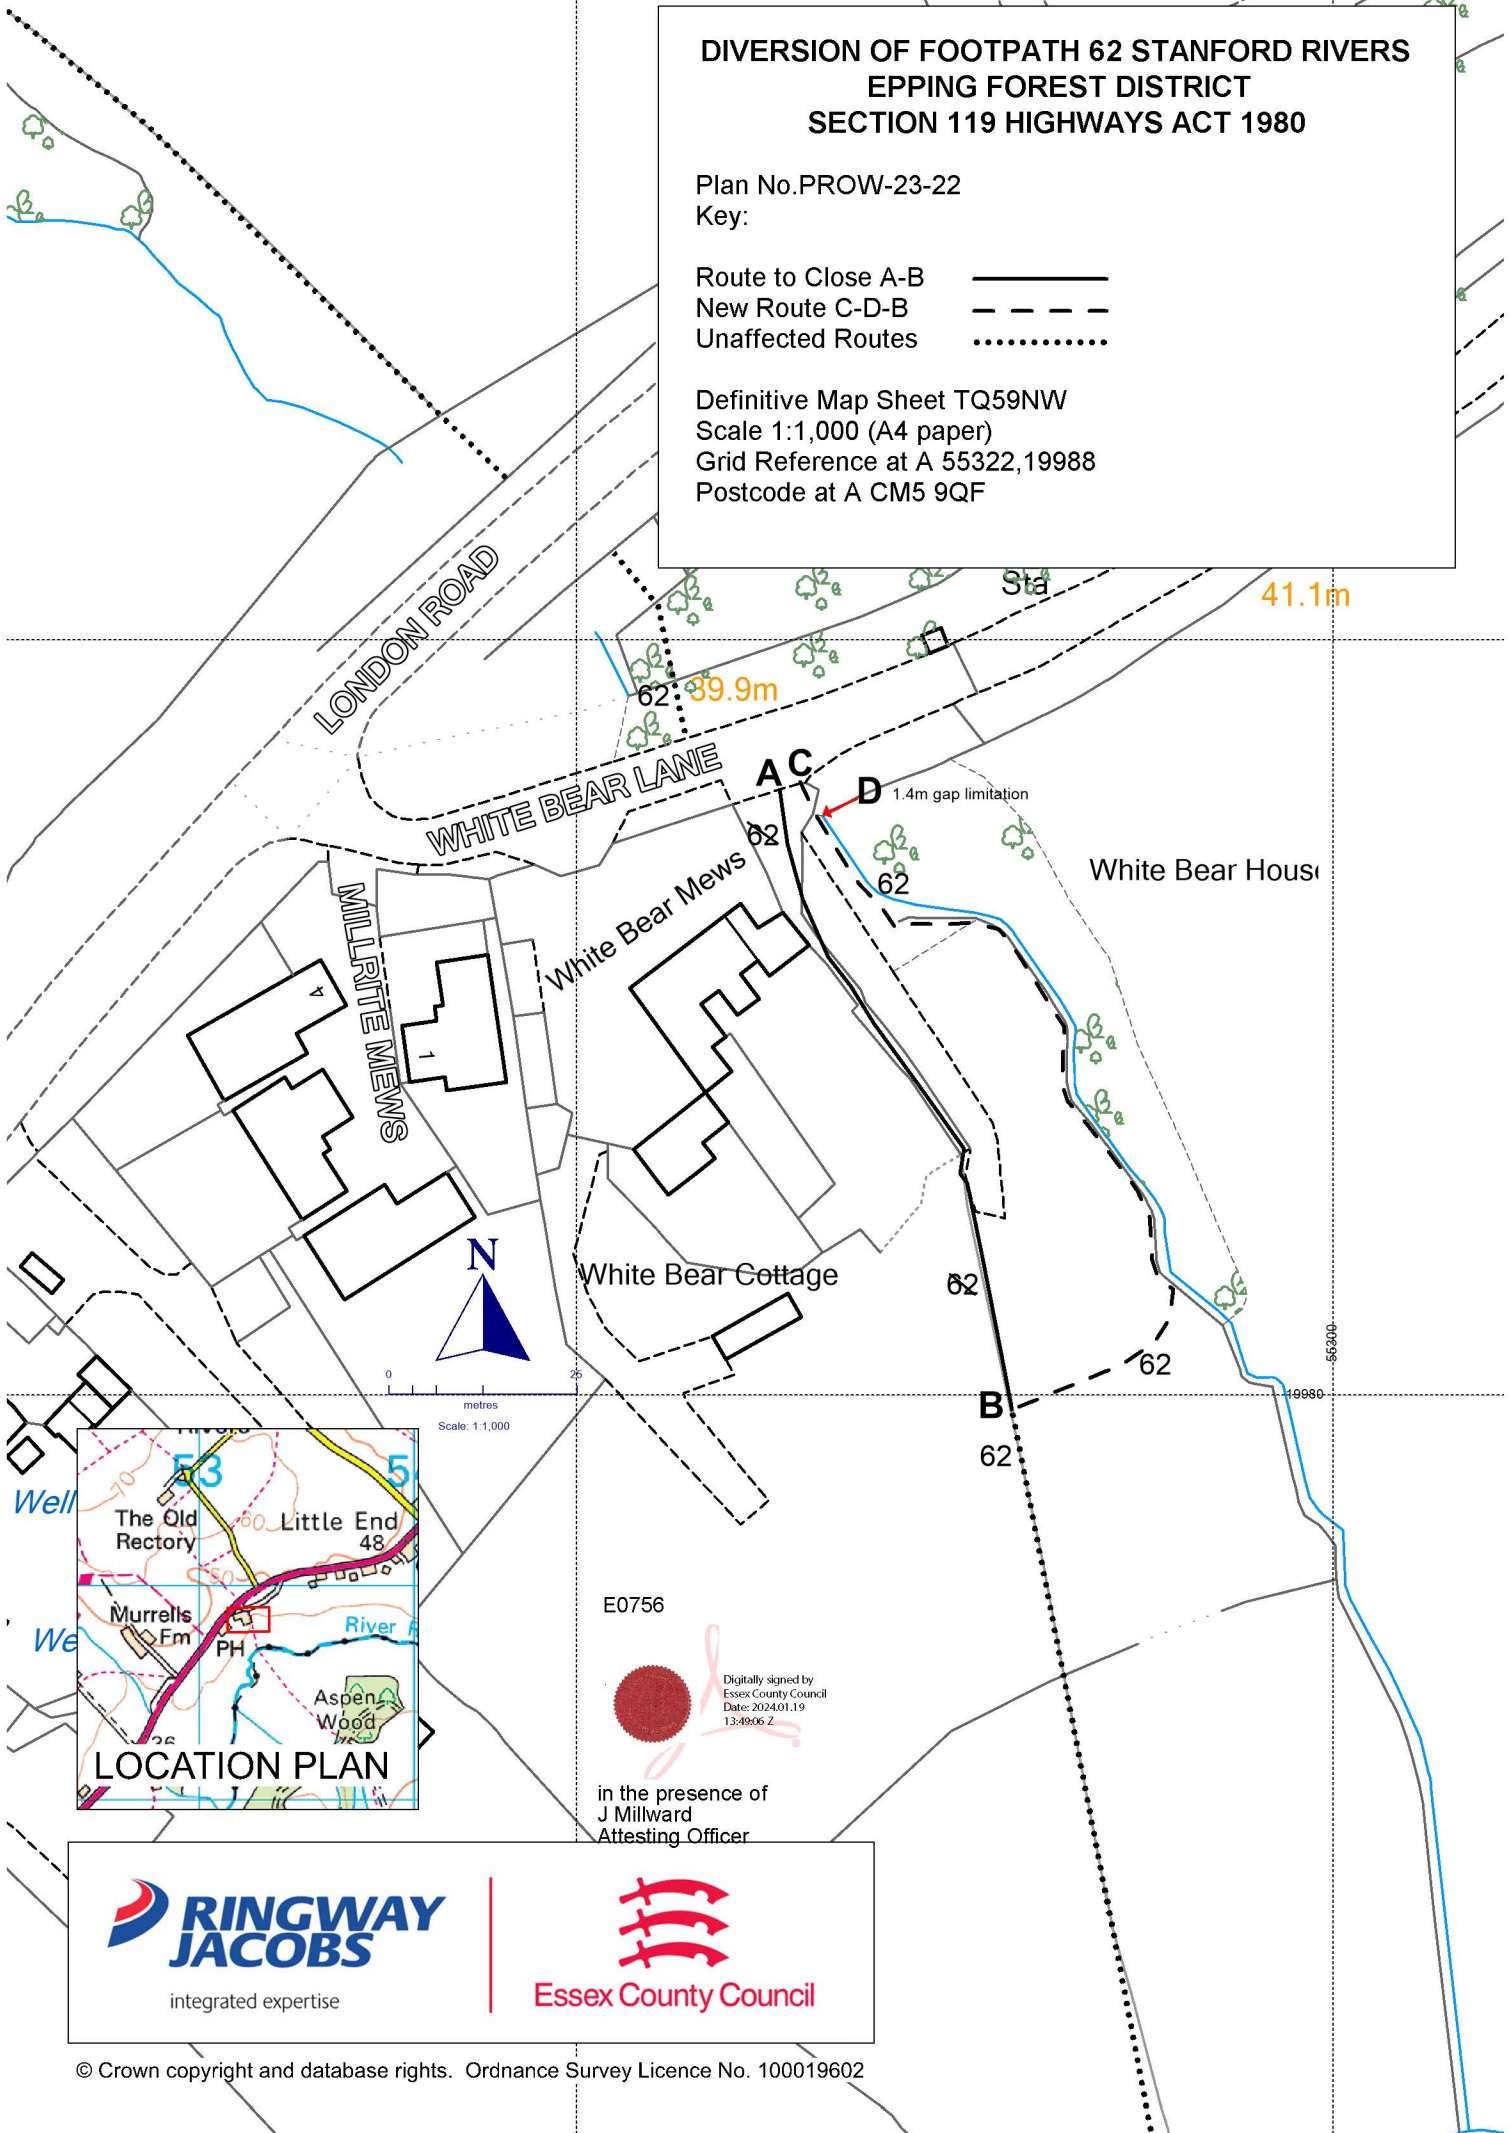 DIVERSION OF FOOTPATH 62 STANFORD RIVERS
EPPING FOREST DISTRICT
SECTION 119 HIGHWAYS ACT 1980
Plan No.PROW-23-22
Key:
Route to Close A-B
New Route C-D-B
Unaffected Routes
Definitive Map Sheet TQ59NW
Scale 1:1,000 (A4 paper)
Grid Reference at A 55322,19988
Postcode at A CM5 9QF
Sta
41.1m
LONDON ROAD
62
39.9m
WHITE BEAR LANE
A C
D 1.4m gap limitation
62
62
White Bear Mews
White Bear Hous
MILLRITE MEWS
4
1
N
White Bear Cottage
62
62
55300
19980
0 25
metres
Scale: 1:1,000
B
62
Well
We
53
The Old
Rectory
70
60
50
Little End
48
Murrells
Fm
PH
River
Aspen
Wood
LOCATION PLAN
E0756
Digitally signed by
Essex County Council
Date: 2024.01.19
13:49:06 Z
in the presence of
J Millward
Attesting Officer
RINGWAY
JACOBS
integrated expertise
Essex County Council
© Crown copyright and database rights. Ordnance Survey Licence No. 100019602